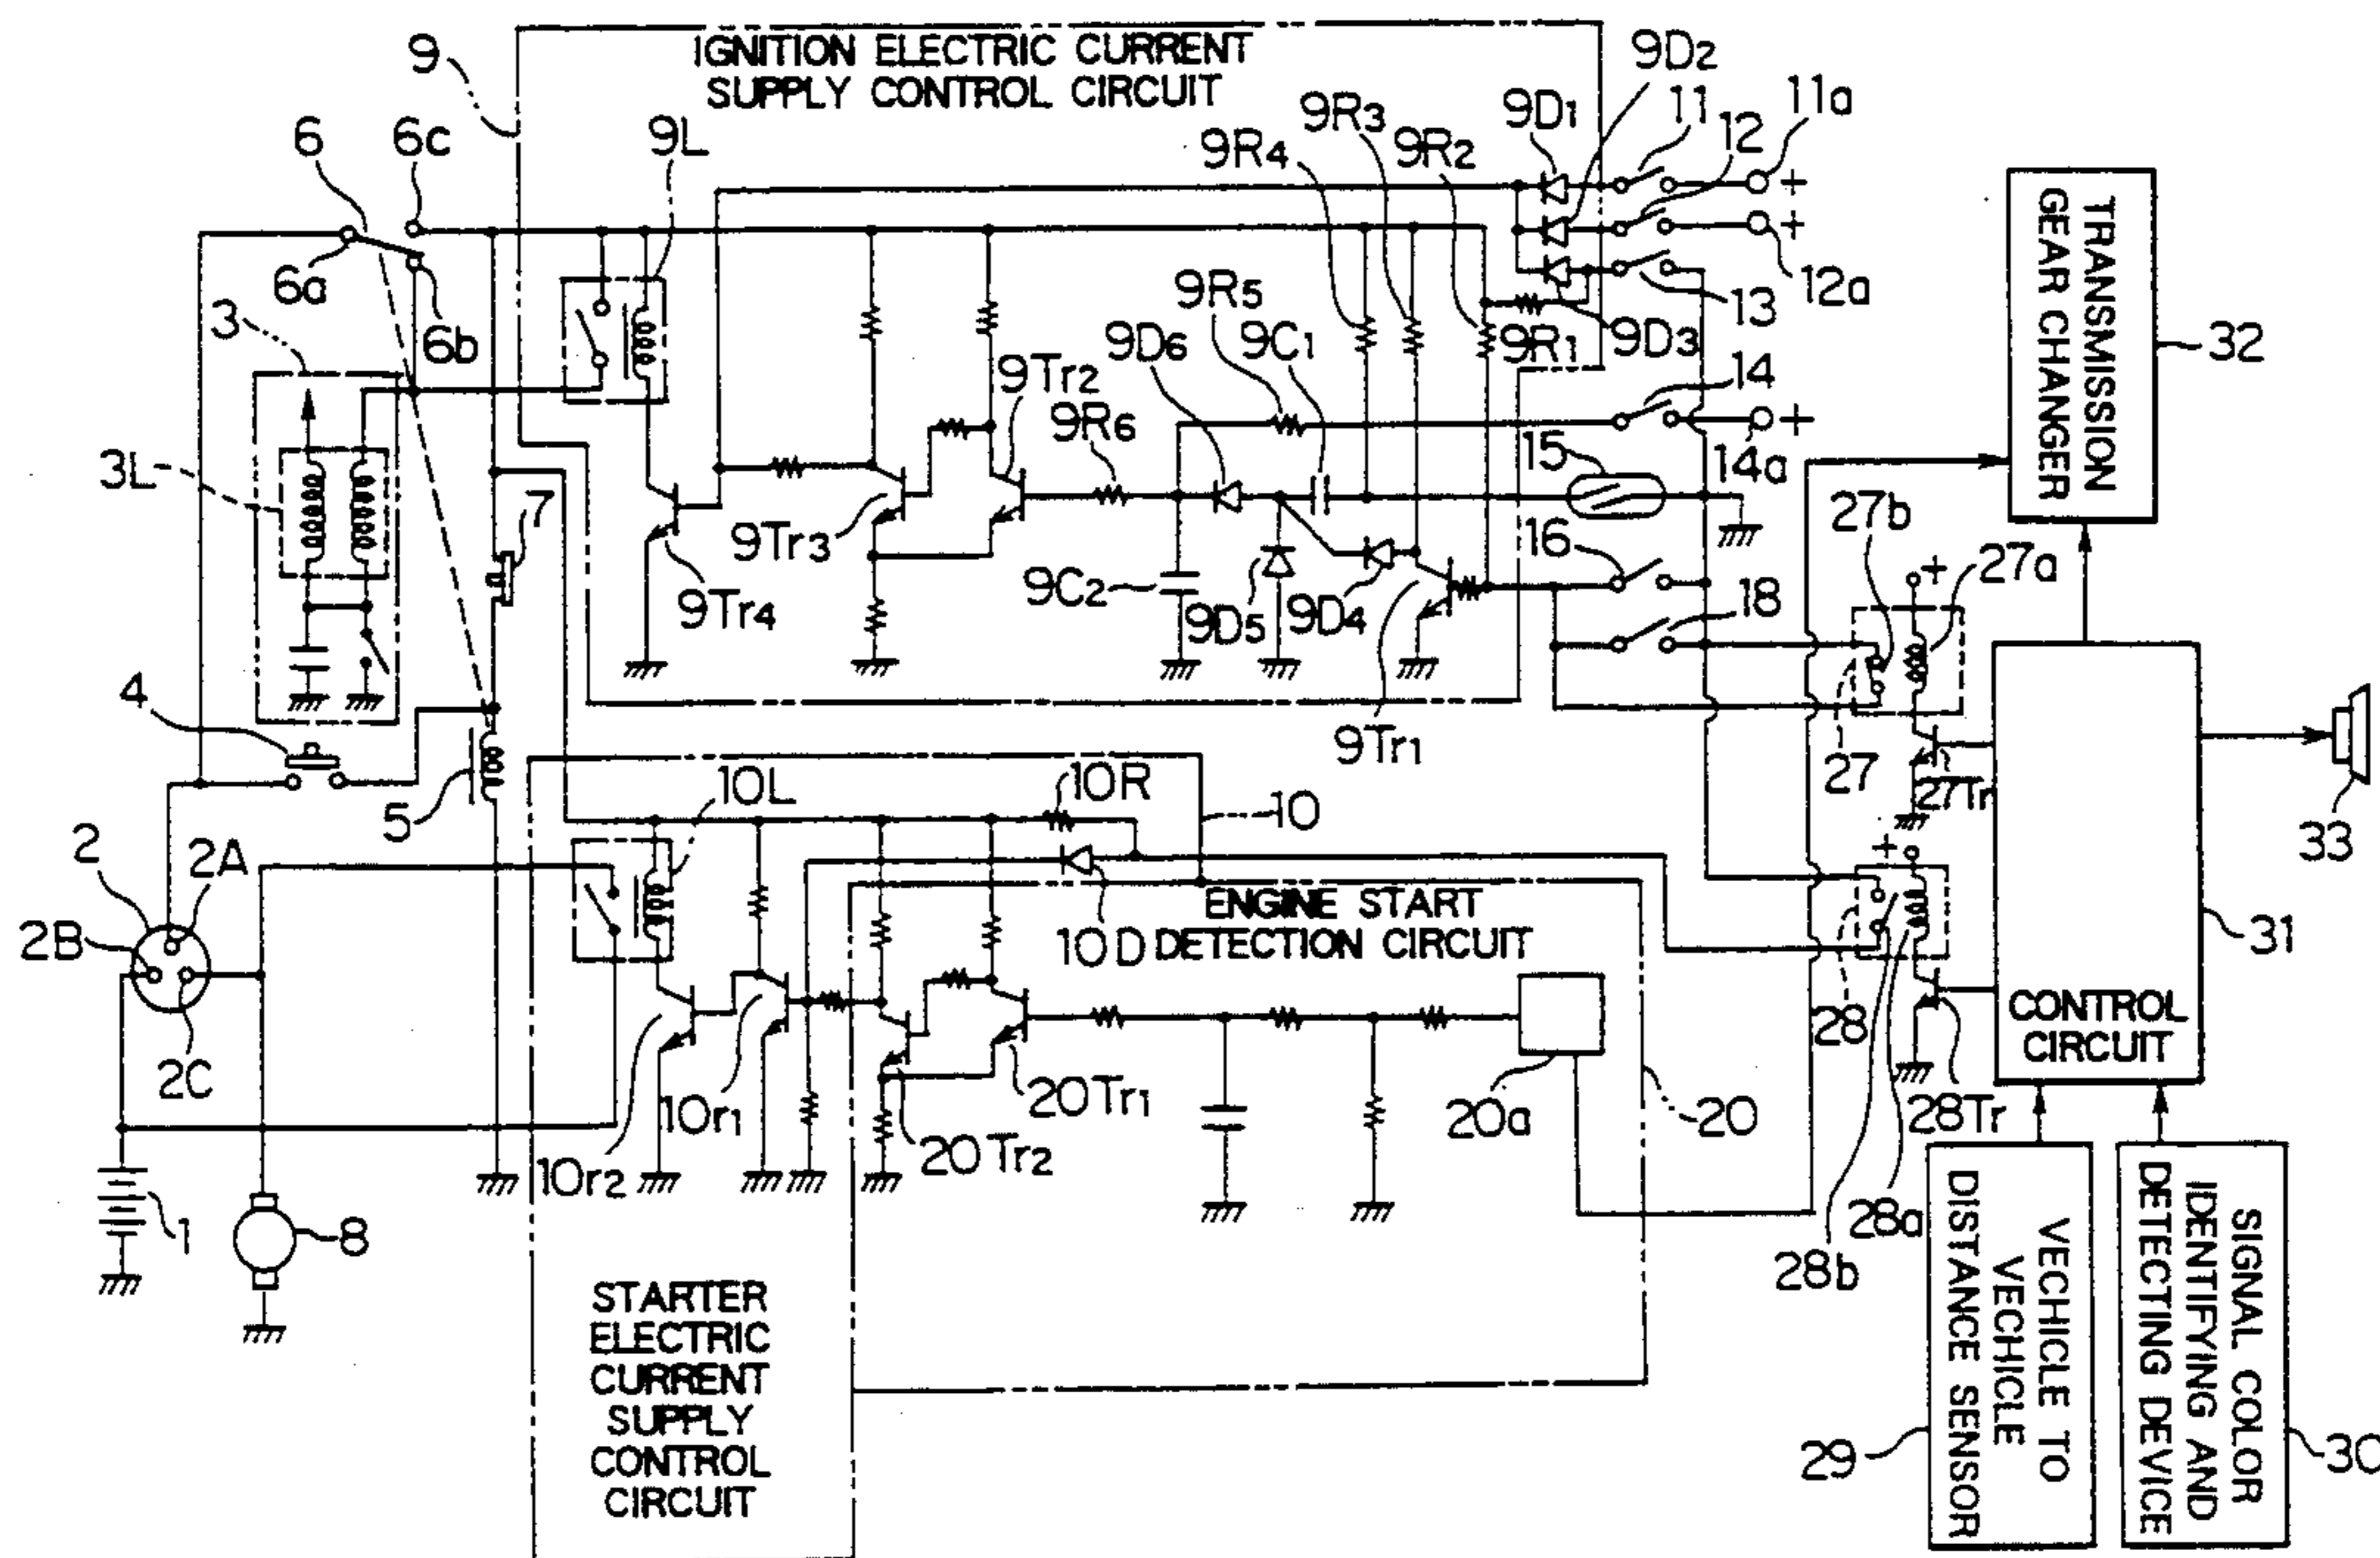 IGNITION ELECTRIC CURRENT
SUPPLY CONTROL CIRCUIT
9
9D2
11
11a
6
6c
9L
9R4
9R3
9R2
9D1
12
+
+
6a
6b
12a
13
3
9R5
9C1
9R1
9D3
9D6
9Tr2
14
TRANSMISSION
GEAR CHANGER
32
9R6
+
3L
15
14a
7
9Tr3
16
27b
27a
+
9C2
9D5
9D4
18
9Tr4
4
9Tr1
5
10L
10R
10
27
27Tr
33
+
2
2A
2B
ENGINE START
DETECTION CIRCUIT
10D
31
2C
28
CONTROL
CIRCUIT
10r1
20Tr1
20a
20
28Tr
10r2
20Tr2
1
8
28b
28a
STARTER
ELECTRIC
CURRENT
SUPPLY
CONTROL
CIRCUIT
29
VECHICLE TO
VECHICLE
DISTANCE SENSOR
SIGNAL COLOR
IDENTIFYING AND
DETECTING DEVICE
30